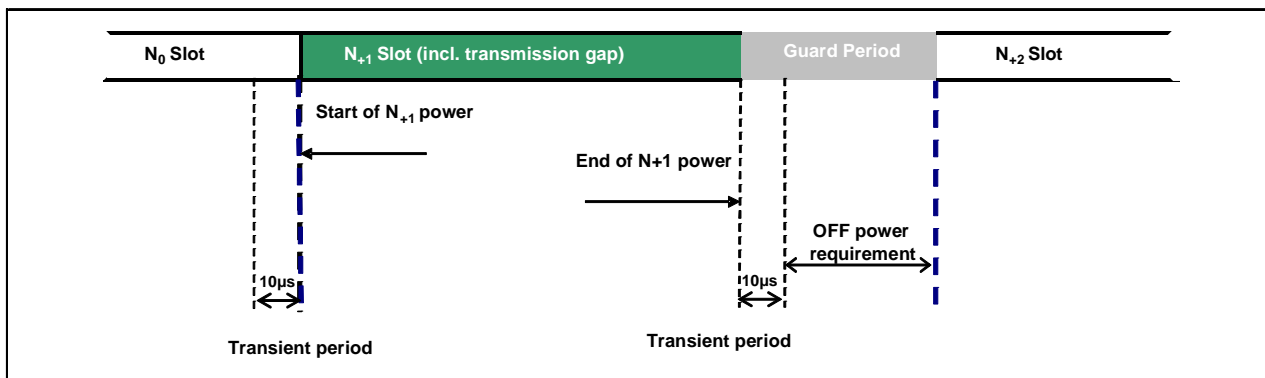 N0 Slot
N+1 Slot (incl. transmission gap)
Guard Period
N+2 Slot
Start of N+1 power
End of N+1 power
OFF power
requirement
10µs
10µs
Transient period
Transient period